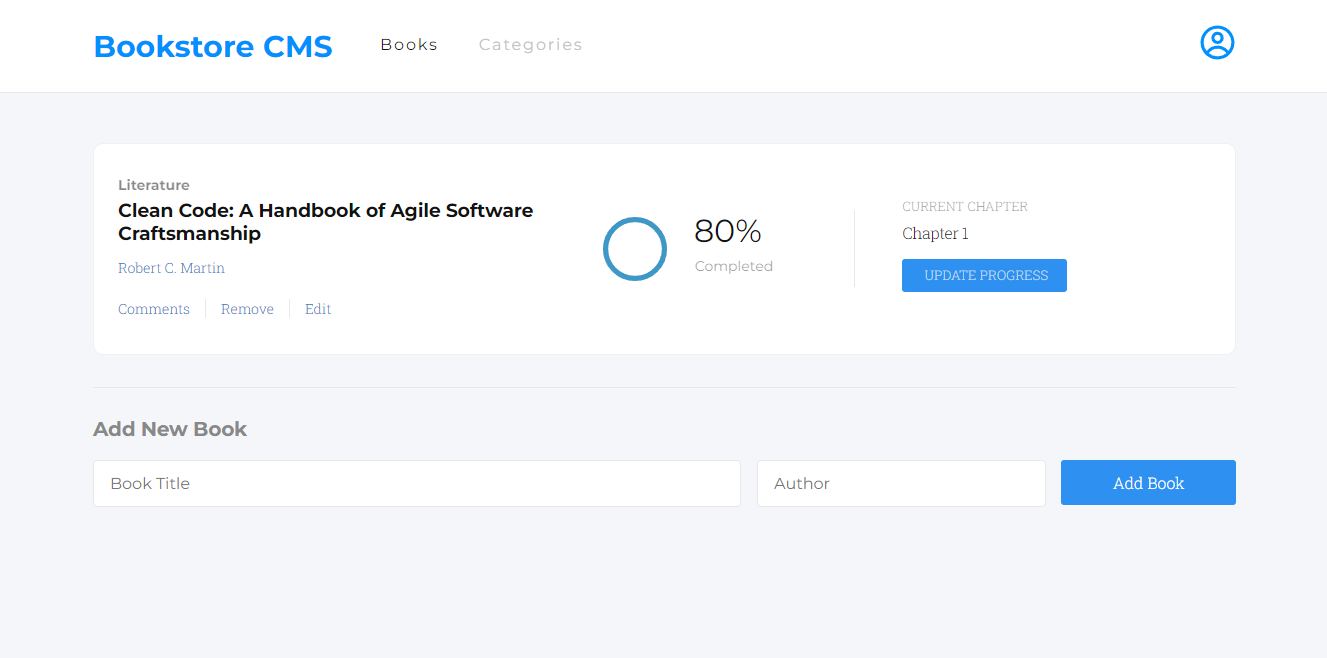 Bookstore CMS
Books
Categories
Literature
Clean Code: A Handbook of Agile Software
Craftsmanship
Robert C. Martin
Comments
Remove
Edit
80%
Completed
CURRENT CHAPTER
Chapter 1
UPDATE PROGRESS
Add New Book
Book Title
Author
Add Book